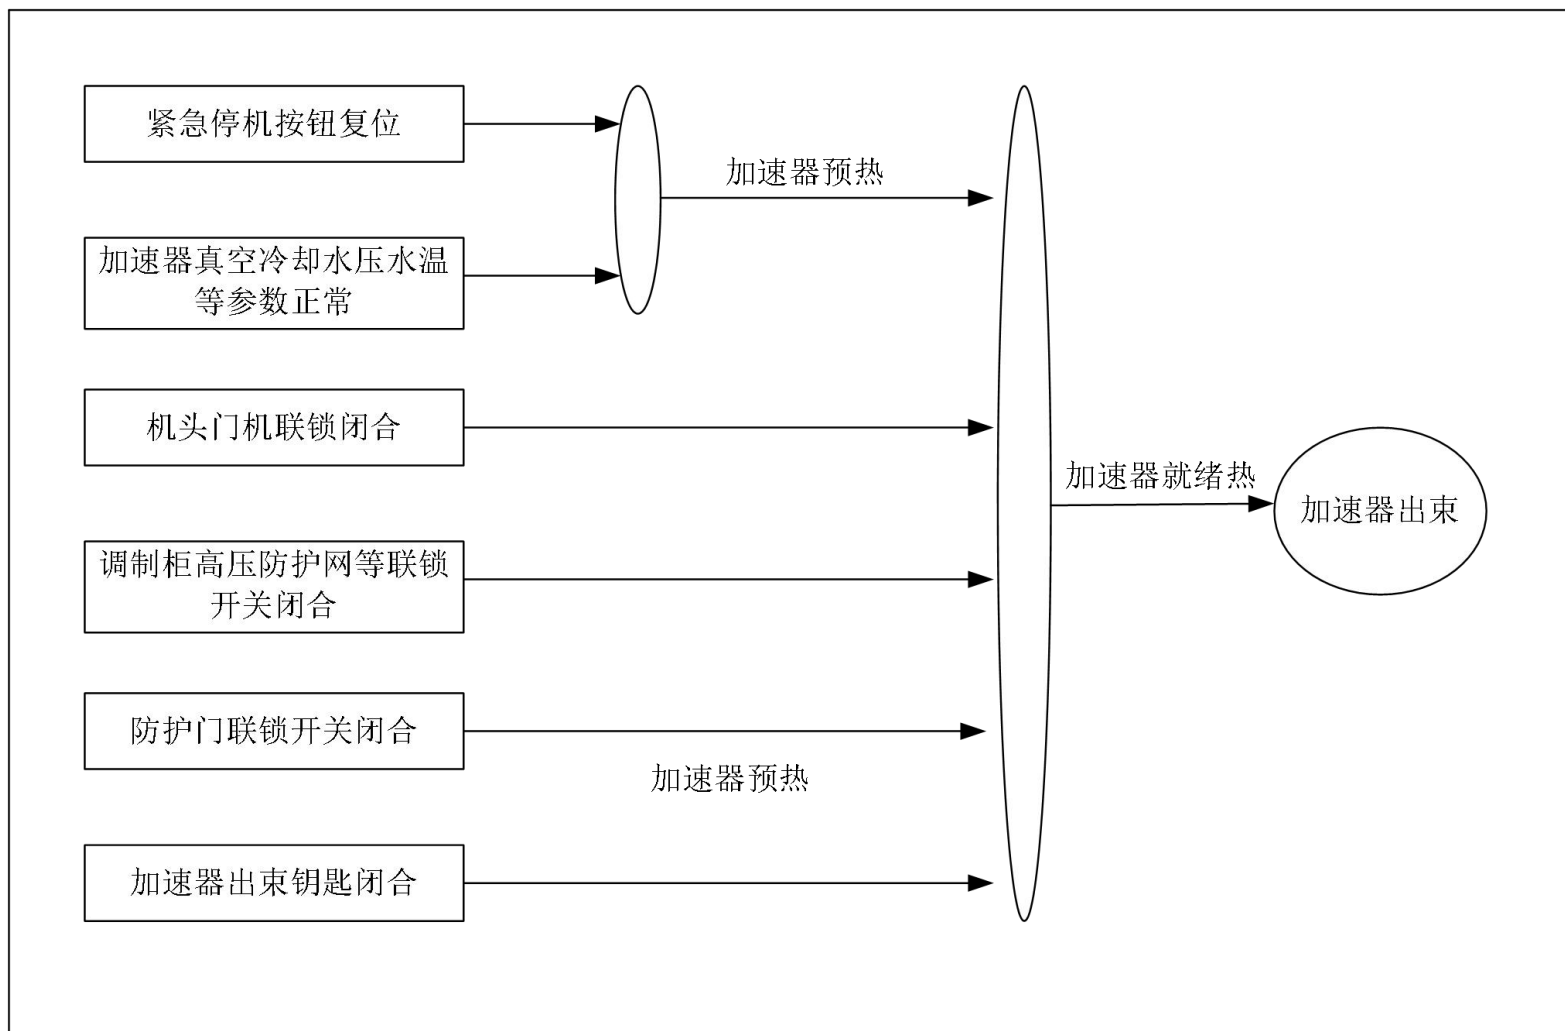 紧急停机按钮复位
加速器预热
加速器真空冷却水压水温
等参数正常
机头门机联锁闭合
加速器就绪热
加速器出束
调制柜高压防护网等联锁
开关闭合
防护门联锁开关闭合
加速器预热
加速器出束钥匙闭合